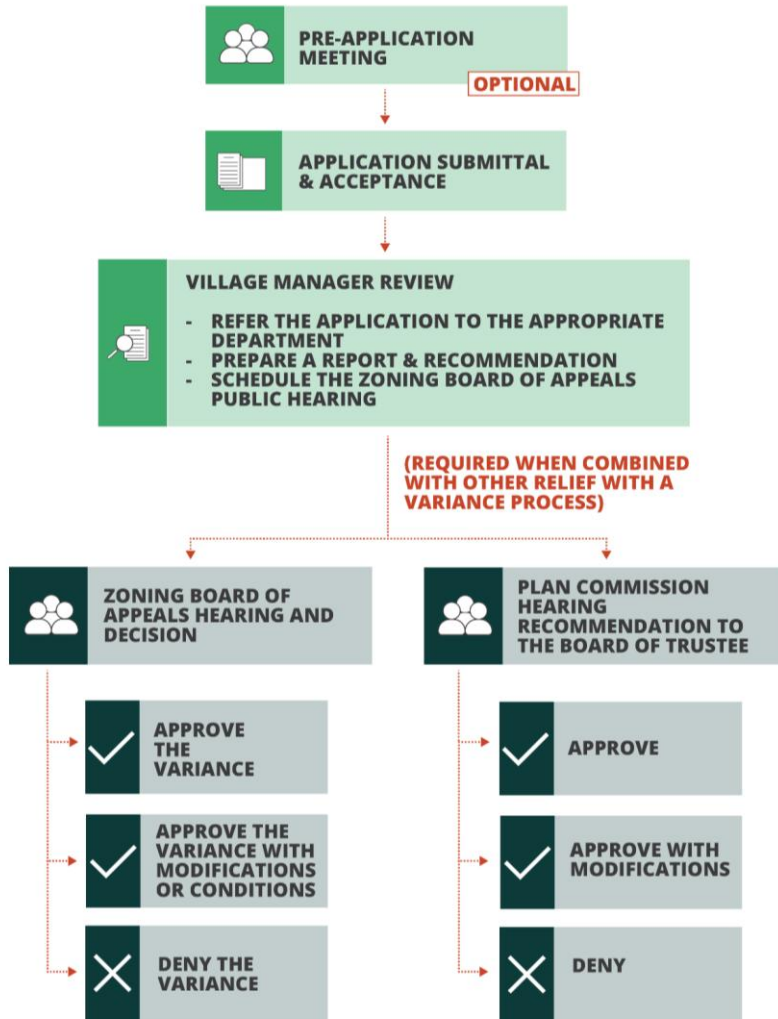 PRE-APPLICATION
MEETING
OPTIONAL
APPLICATION SUBMITTAL
& ACCEPTANCE
VILLAGE MANAGER REVIEW
- REFER THE APPLICATION TO THE APPROPRIATE
DEPARTMENT
- PREPARE A REPORT & RECOMMENDATION
- SCHEDULE THE ZONING BOARD OF APPEALS
PUBLIC HEARING
(REQUIRED WHEN COMBINED
WITH OTHER RELIEF WITH A
VARIANCE PROCESS)
ZONING BOARD OF
APPEALS HEARING AND
DECISION
APPROVE
THE
VARIANCE
APPROVE THE
VARIANCE WITH
MODIFICATIONS
OR CONDITIONS
DENY THE
VARIANCE
PLAN COMMISSION
HEARING
RECOMMENDATION TO
THE BOARD OF TRUSTEE
APPROVE
APPROVE WITH
MODIFICATIONS
DENY